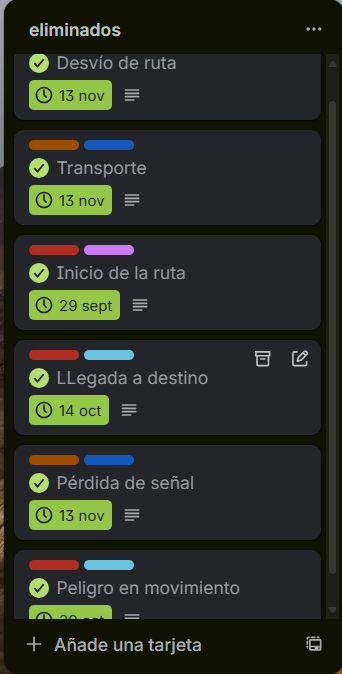 eliminados
Desvío de ruta
13 nov
Transporte
13 nov
Inicio de la ruta
29 sept
LLegada a destino
14 oct
Pérdida de señal
13 nov
Peligro en movimiento
Añade una tarjeta